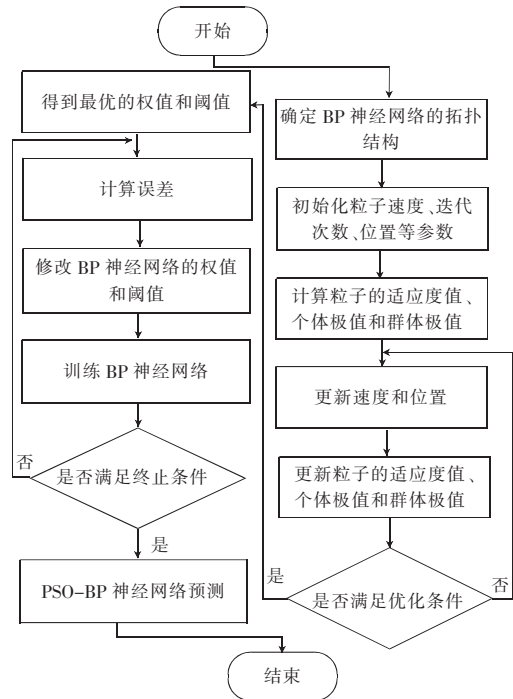 开始
确定 BP 神经网络的拓扑
结构
初始化粒子速度、迭代
次数、位置等参数
计算粒子的适应度值、
个体极值和群体极值
更新速度和位置
更新粒子的适应度值、
个体极值和群体极值
是否满足优化条件
否
是
得到最优的权值和阈值
计算误差
修改 BP 神经网络的权值
和阈值
训练 BP 神经网络
是否满足终止条件
否
是
PSO-BP 神经网络预测
结束